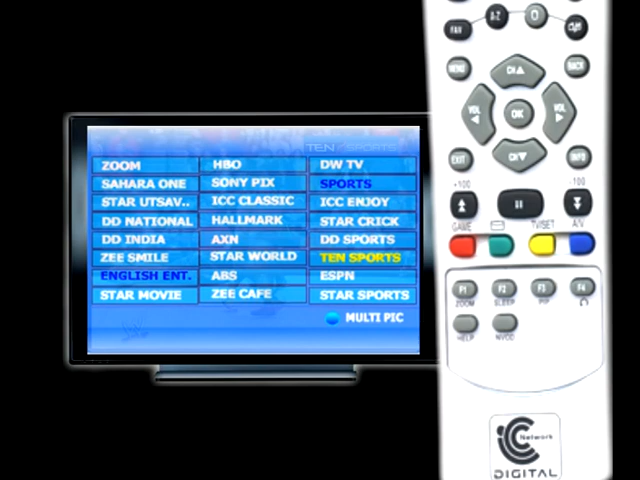 A-Z
O
FAV
MENU
CH▲
BACK
VOL
OK
VOL
CH▼
EXIT
INFO
+100
-100
GAME
TV/SET
A/V
F1
F2
F3
F4
ZOOM
SLEEP
PIP
HELP
NVOD
Network
DIGITAL
TEN SPORTS
ZOOM HBO DW TV
SAHARA ONE SONY PIX SPORTS
STAR UTSAV.. ICC CLASSIC ICC ENJOY
DD NATIONAL HALLMARK STAR CRICK
DD INDIA AXN DD SPORTS
ZEE SMILE STAR WORLD TEN SPORTS
ENGLISH ENT. ABS ESPN
STAR MOVIE ZEE CAFE STAR SPORTS
MULTI PIC